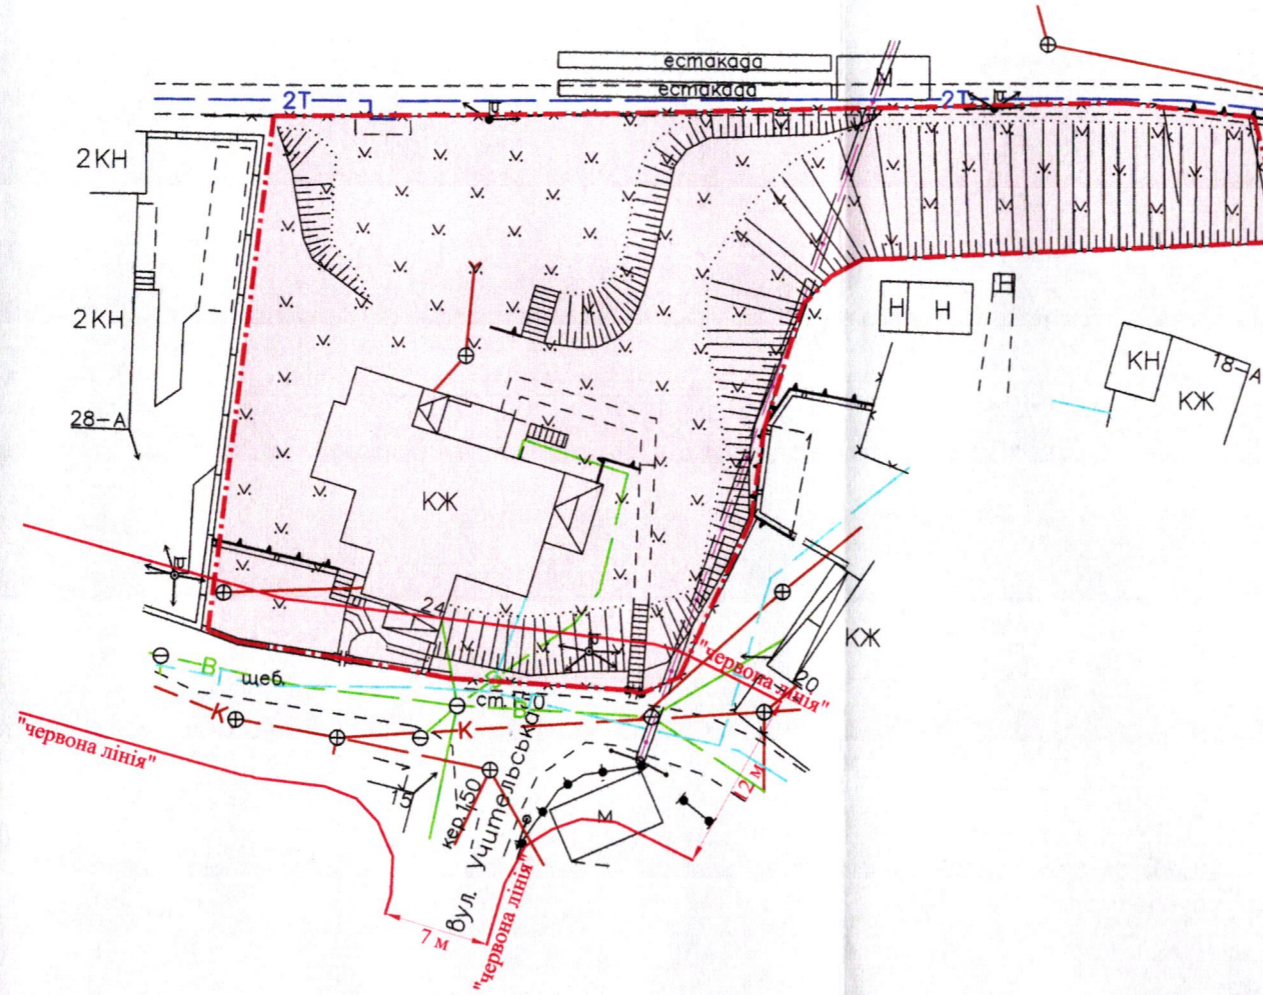 естакада
М
естакада
2Т
2Т
2КН
2КН
28-А
Н
Н
КН
18-А
КЖ
КЖ
24
КЖ
20
"червона лінія"
В
Г
щеб.
ст.150
В
К
К
"червона лінія"
15
кер.150
вул. Учительська
М
12 м
7 м
"червона лінія"